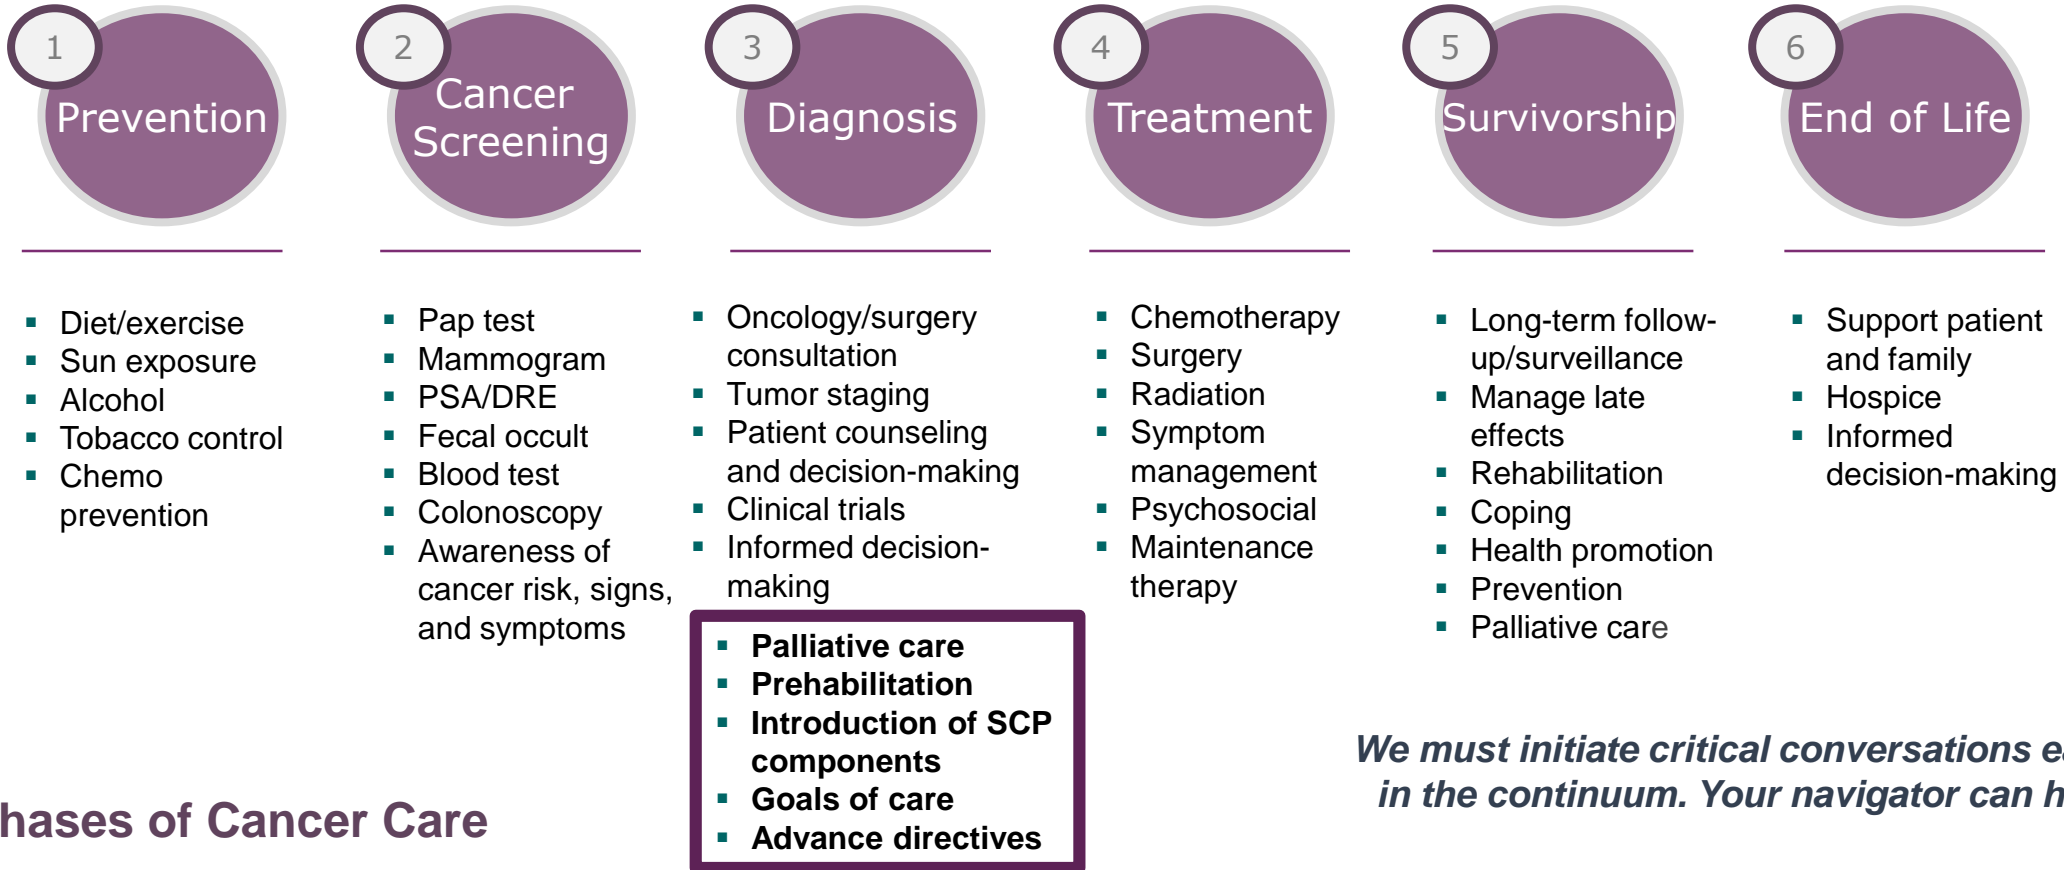 1
Prevention
▪ Diet/exercise
▪ Sun exposure
▪ Alcohol
▪ Tobacco control
▪ Chemo
prevention
2
Cancer
Screening
▪ Pap test
▪ Mammogram
▪ PSA/DRE
▪ Fecal occult
▪ Blood test
▪ Colonoscopy
▪ Awareness of
cancer risk, signs,
and symptoms
3
Diagnosis
▪ Oncology/surgery
consultation
▪ Tumor staging
▪ Patient counseling
and decision-making
▪ Clinical trials
▪ Informed decision-
making
▪ Palliative care
▪ Prehabilitation
▪ Introduction of SCP
components
▪ Goals of care
▪ Advance directives
4
Treatment
▪ Chemotherapy
▪ Surgery
▪ Radiation
▪ Symptom
management
▪ Psychosocial
▪ Maintenance
therapy
5
Survivorship
▪ Long-term follow-
up/surveillance
▪ Manage late
effects
▪ Rehabilitation
▪ Coping
▪ Health promotion
▪ Prevention
▪ Palliative care
6
End of Life
▪ Support patient
and family
▪ Hospice
▪ Informed
decision-making
We must initiate critical conversations
in the continuum. Your navigator can
hases of Cancer Care